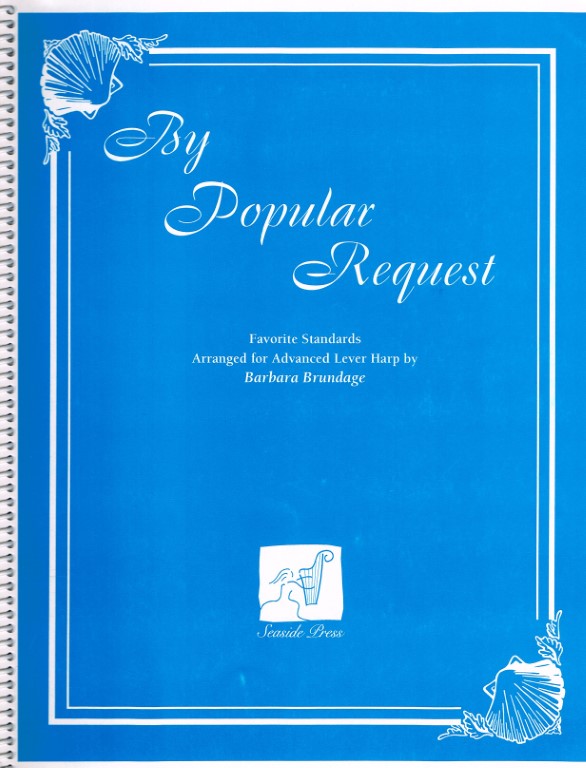 By
Popular
Request
Favorite Standards
Arranged for Advanced Lever Harp by
Barbara Brundage
Seaside Press